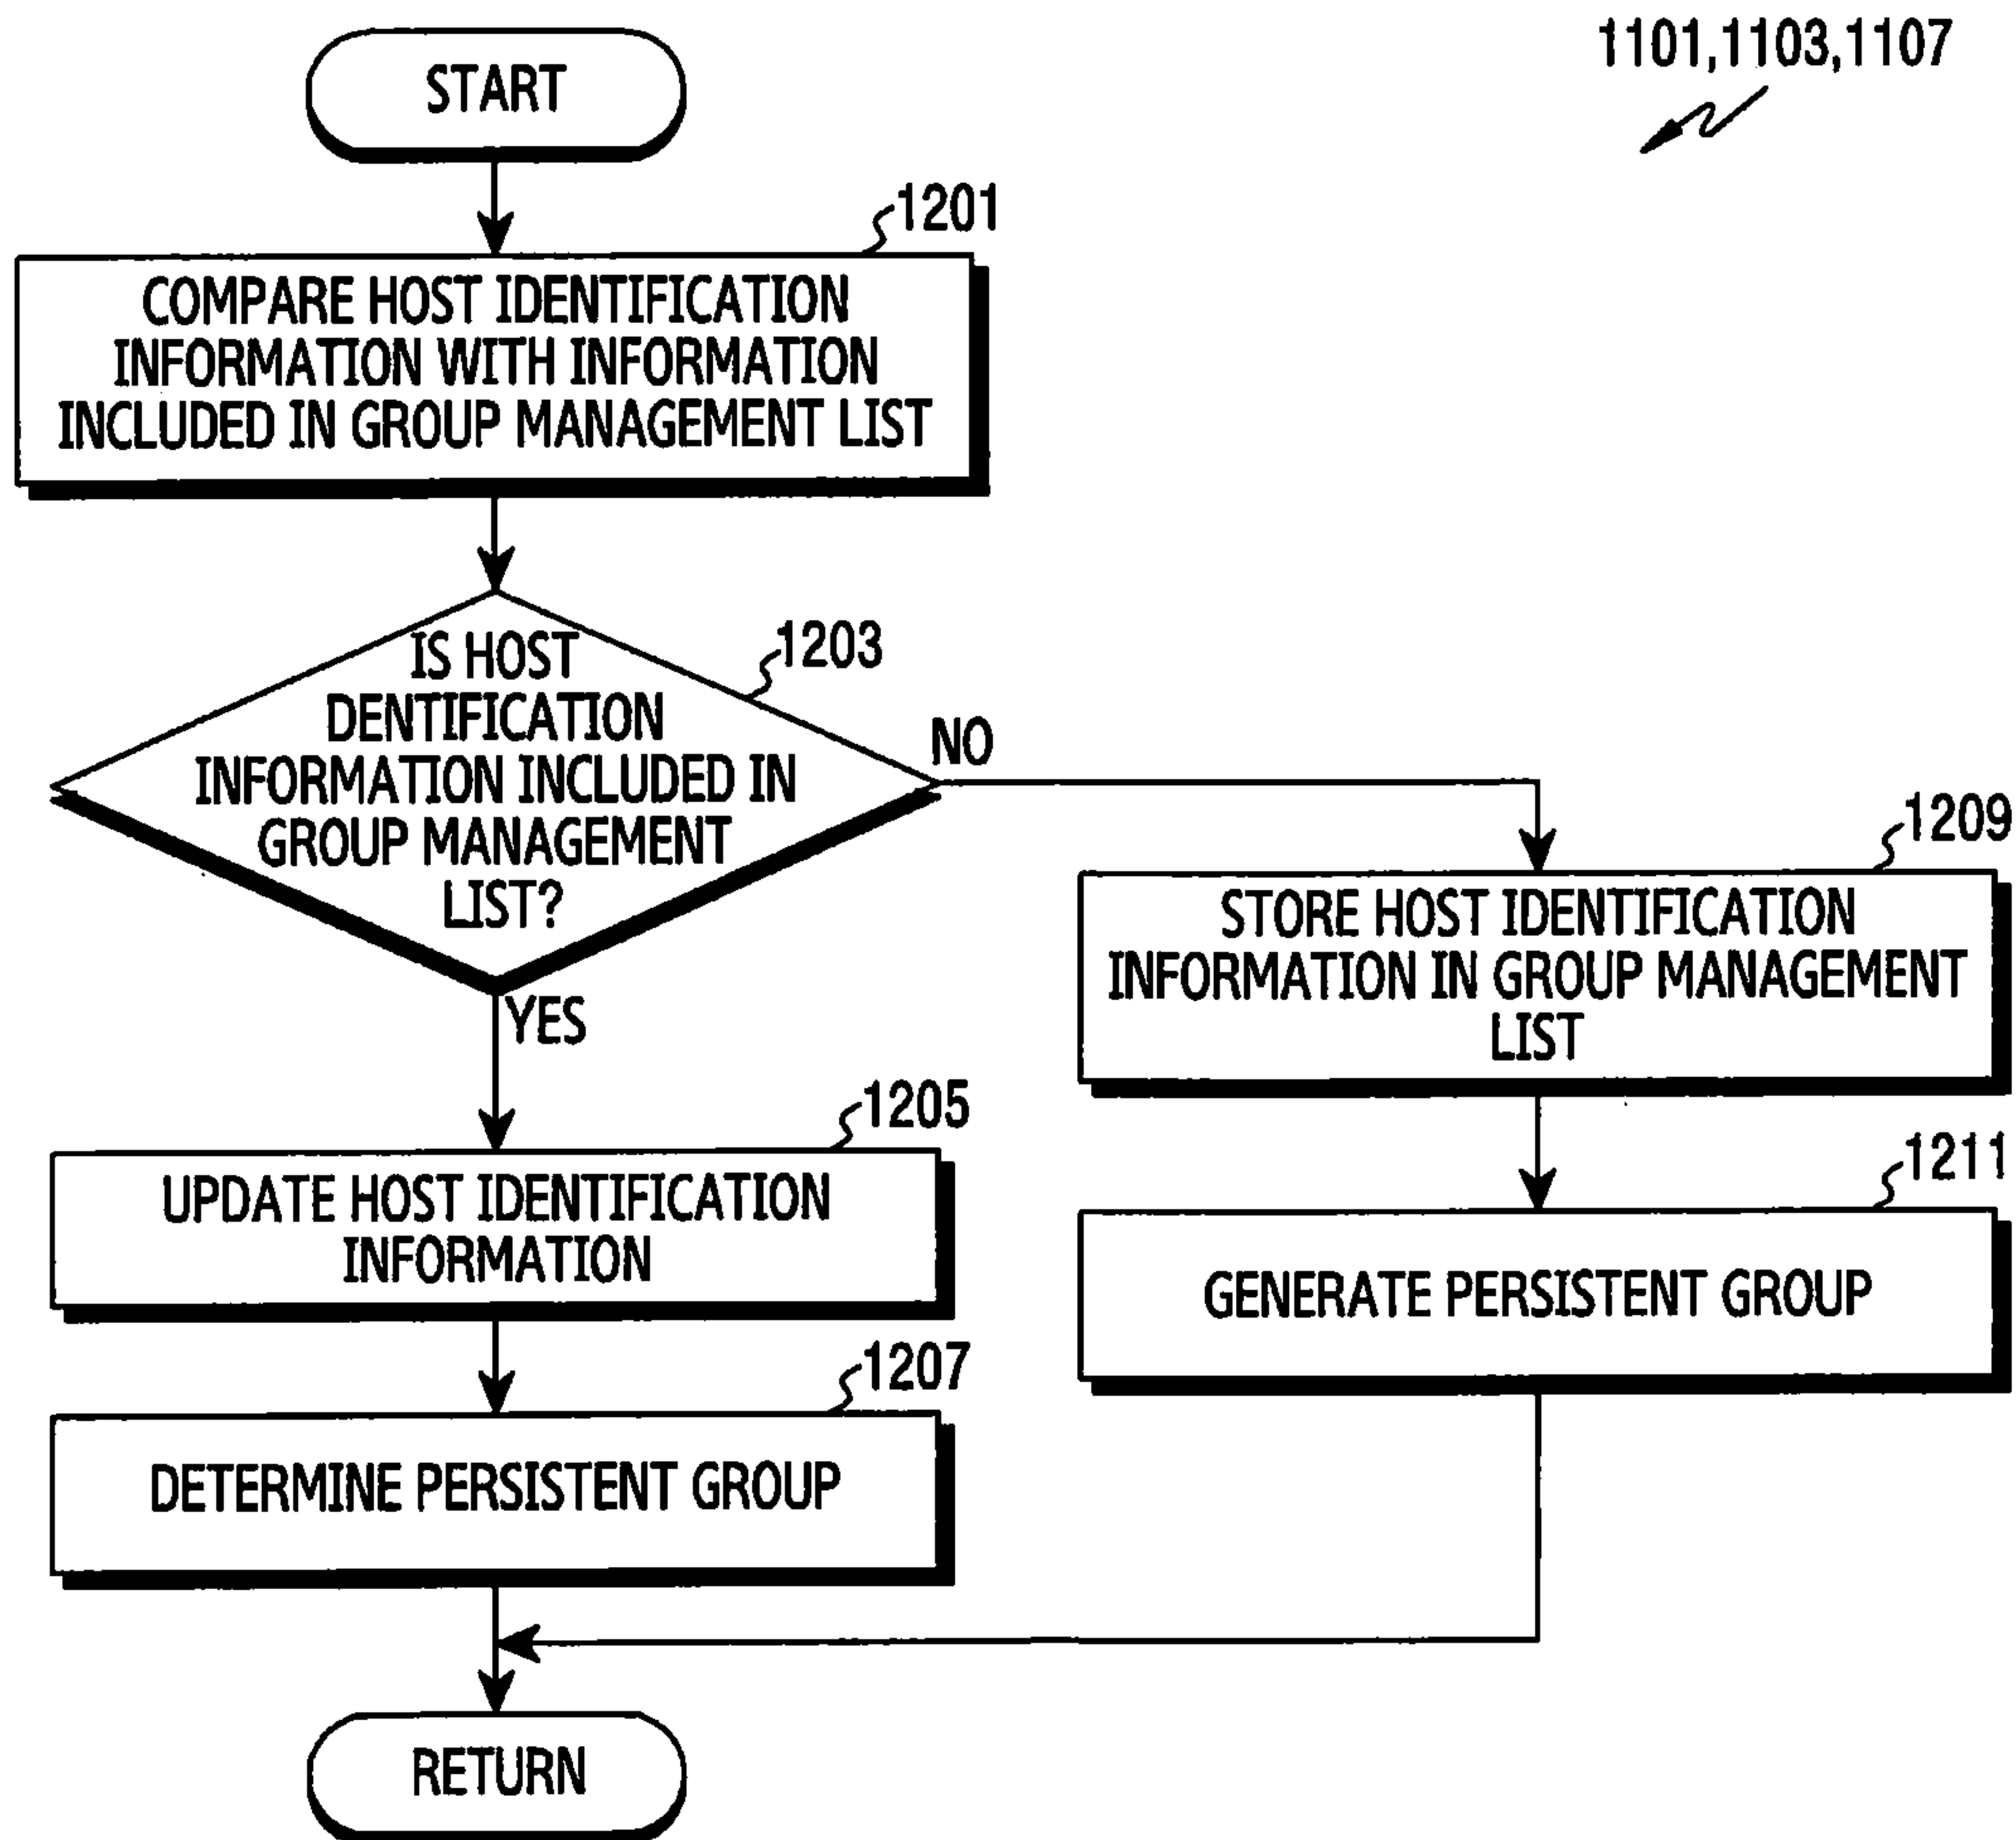 START
1101,1103,1107
1201
COMPARE HOST IDENTIFICATION
INFORMATION WITH INFORMATION
INCLUDED IN GROUP MANAGEMENT LIST
1203
IS HOST
DENTIFICATION
INFORMATION INCLUDED IN
GROUP MANAGEMENT
LIST?
NO
YES
1205
UPDATE HOST IDENTIFICATION
INFORMATION
1207
DETERMINE PERSISTENT GROUP
1209
STORE HOST IDENTIFICATION
INFORMATION IN GROUP MANAGEMENT
LIST
1211
GENERATE PERSISTENT GROUP
RETURN